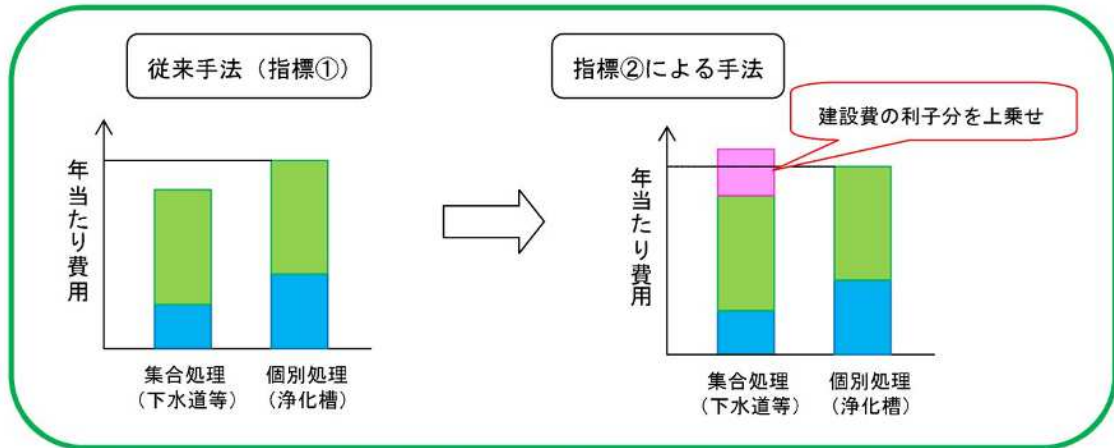 従来手法（指標①）
年当たり費用
集合処理
（下水道等）
個別処理
（浄化槽）
指標②による手法
建設費の利子分を上乗せ
年当たり費用
集合処理
（下水道等）
個別処理
（浄化槽）